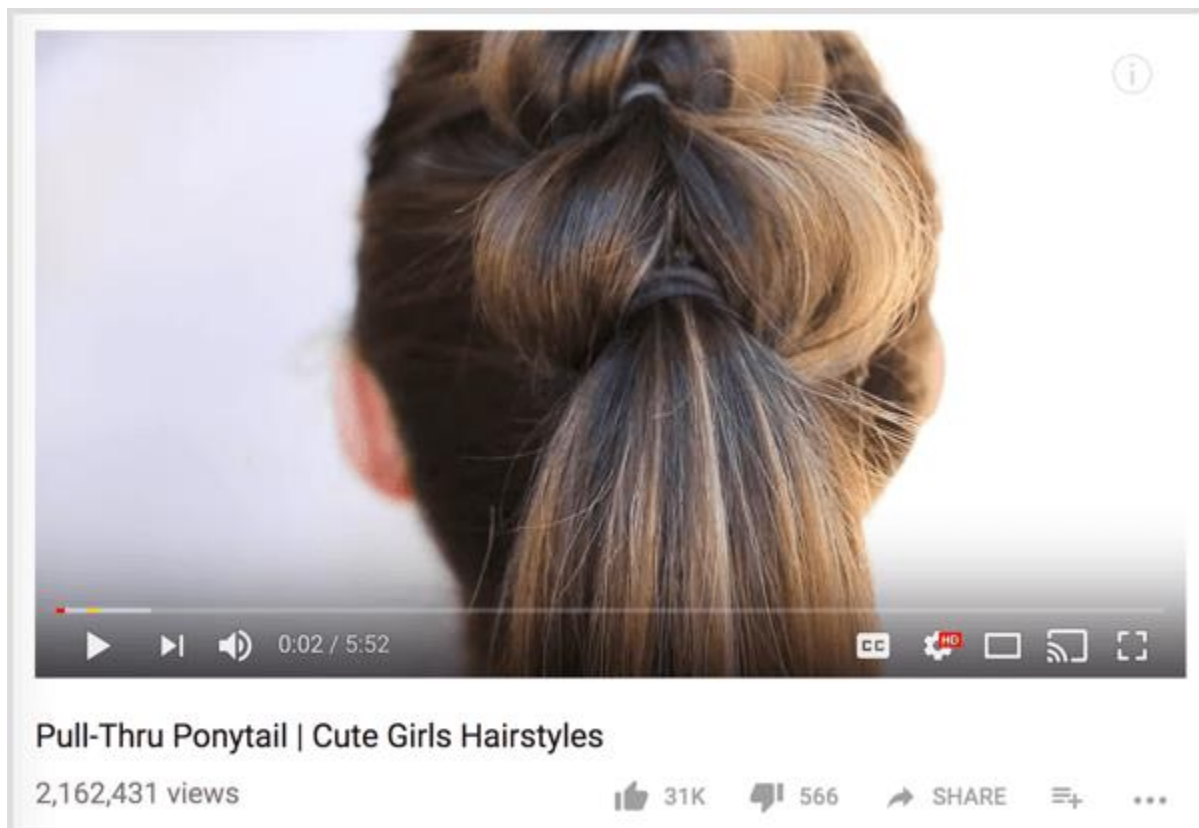 i
0:02 / 5:52
CC
HD
Pull-Thru Ponytail | Cute Girls Hairstyles
2,162,431 views
31K
566
SHARE